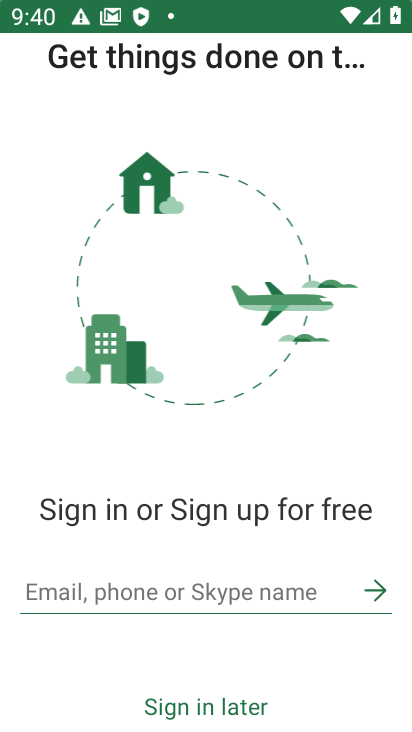 9:40
Get things done on t...
Sign in or Sign up for free
Email, phone or Skype name
Sign in later